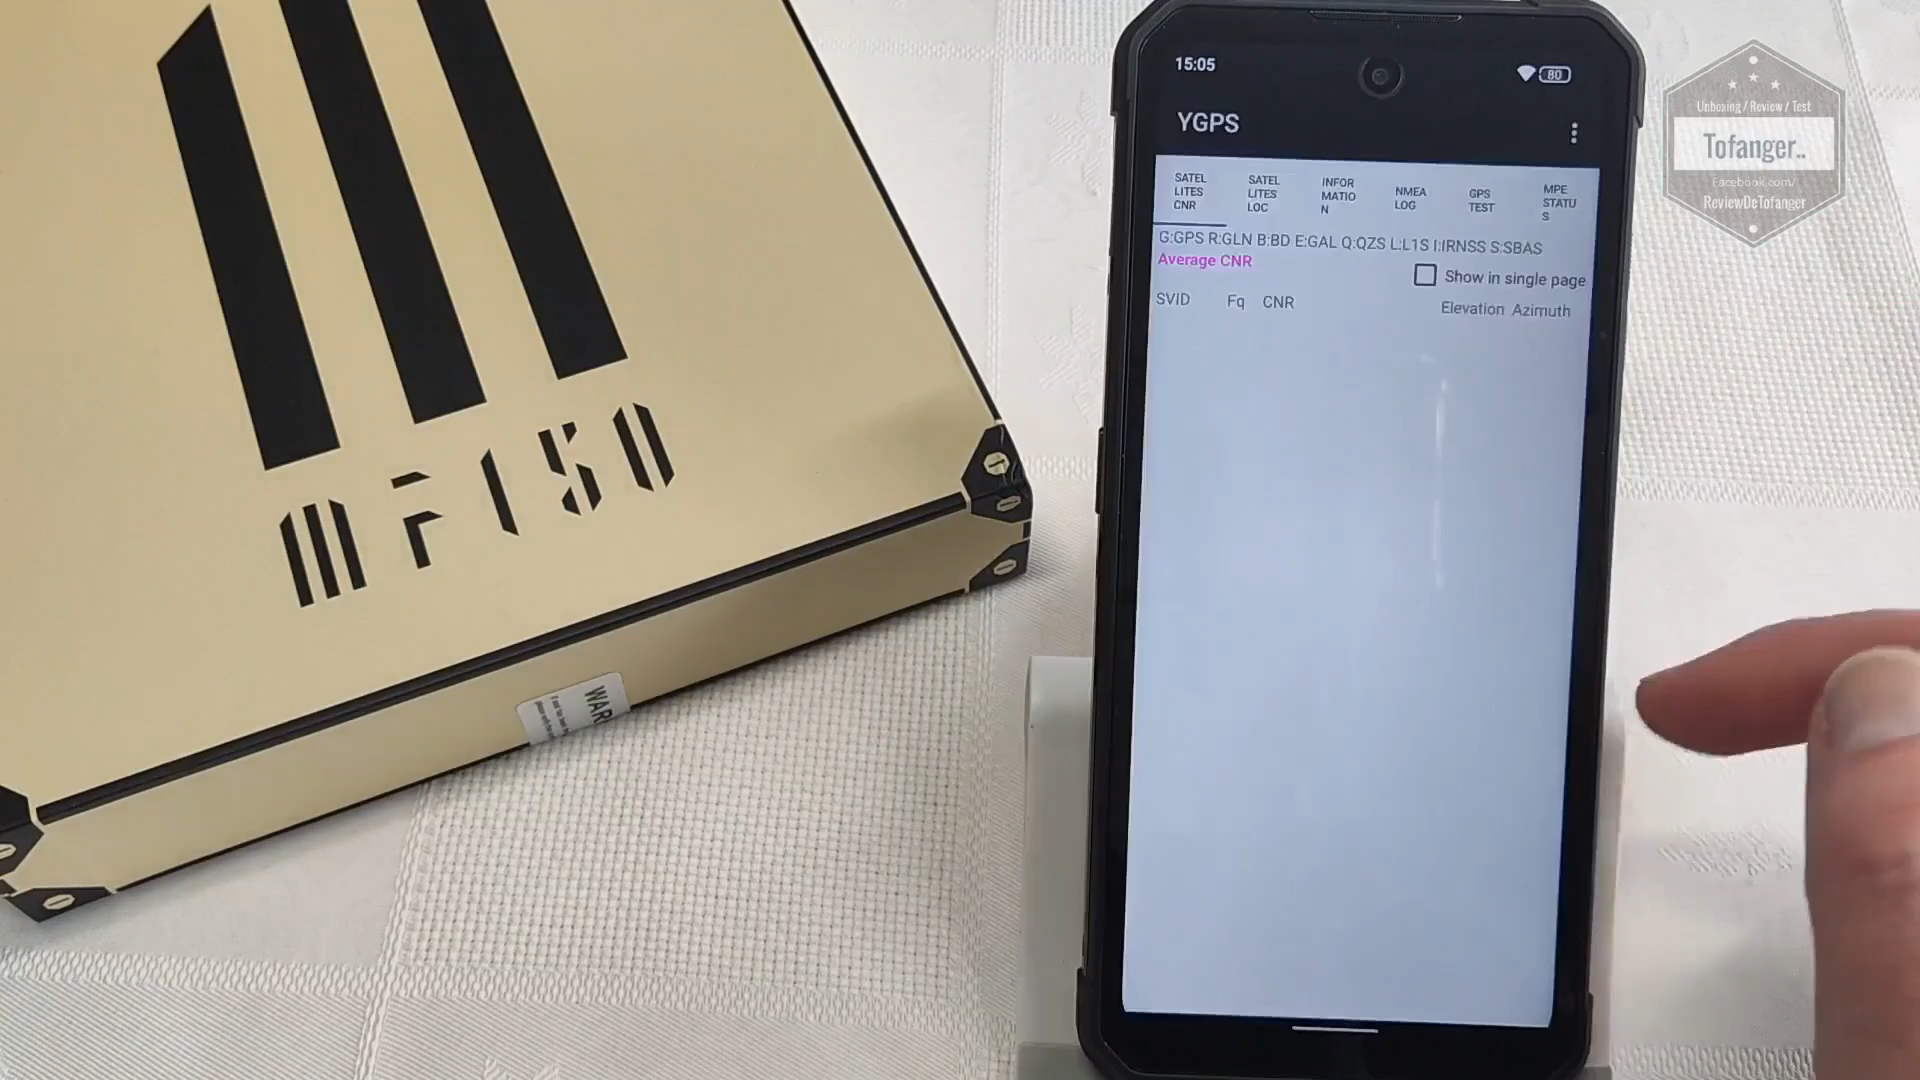 15:05
80
YGPS
SATEL
LITES
CNR
SATEL
LITES
LOC
INFOR
MATIO
N
NMEA
LOG
GPS
TEST
MPE
STATU
S
G:GPS R:GLN B:BD E:GAL Q:QZS L:L1S I:IRNSS S:SBAS
Average CNR
Show in single page
SVID Fq CNR Elevation Azimuth
Unboxing / Review / Test
Tofanger..
Facebook.com/
ReviewDeTofanger
WAR